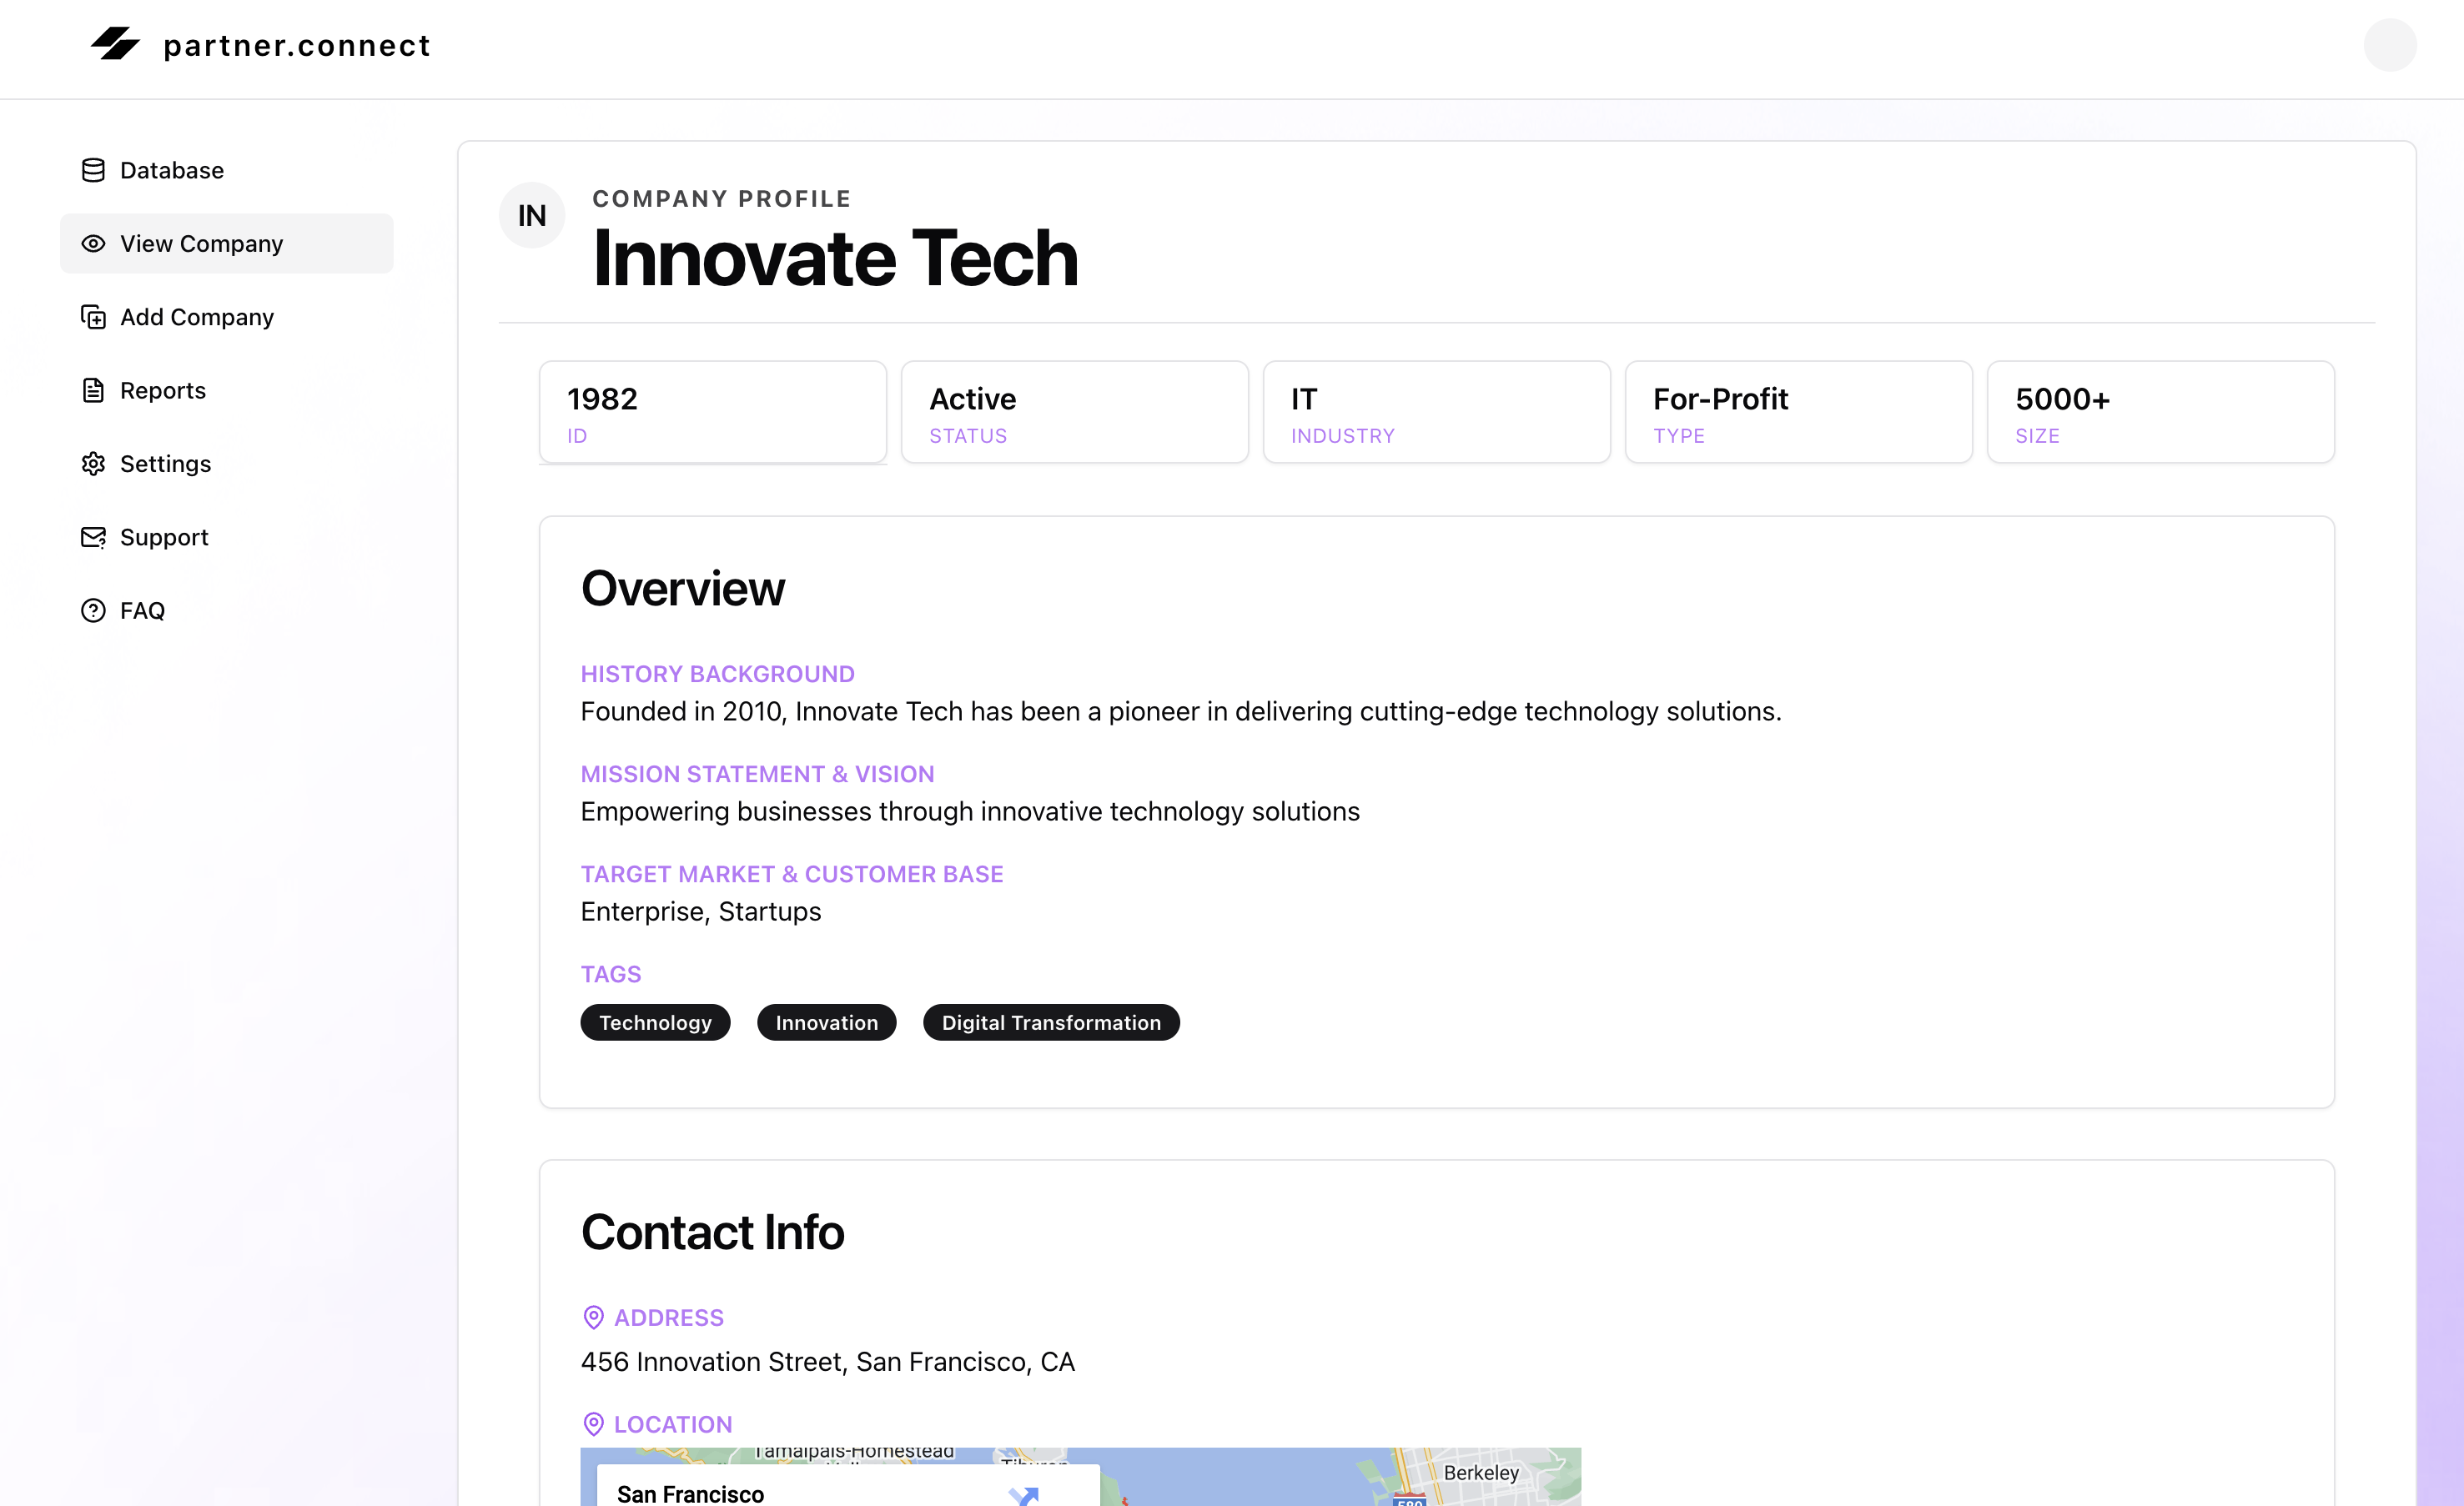 partner.connect
Database
View Company
Add Company
Reports
Settings
Support
FAQ
IN
COMPANY PROFILE
Innovate Tech
1982
ID
Active
STATUS
IT
INDUSTRY
For-Profit
TYPE
5000+
SIZE
Overview
HISTORY BACKGROUND
Founded in 2010, Innovate Tech has been a pioneer in delivering cutting-edge technology solutions.
MISSION STATEMENT & VISION
Empowering businesses through innovative technology solutions
TARGET MARKET & CUSTOMER BASE
Enterprise, Startups
TAGS
Technology Innovation Digital Transformation
Contact Info
ADDRESS
456 Innovation Street, San Francisco, CA
LOCATION
Tamalpais-Homestead
Tiburon
Berkeley
San Francisco
580